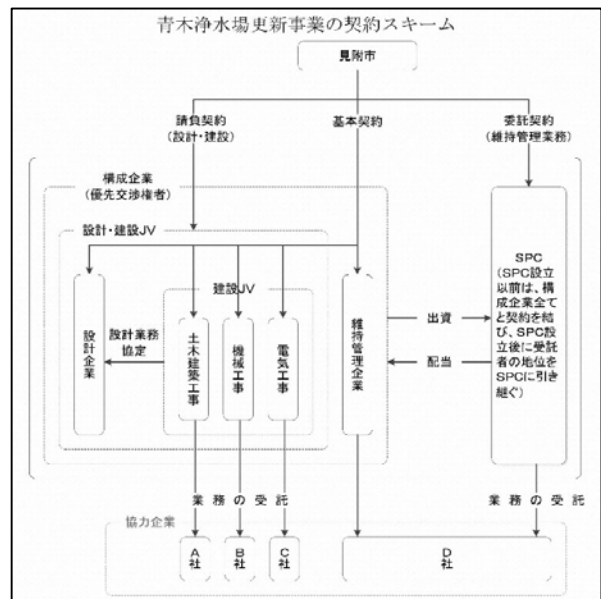 青木浄水場更新事業の契約スキーム
見附市
請負契約
(設計・建設)
基本契約
委託契約
(維持管理業務)
構成企業
(優先交渉権者)
設計・建設JV
建設JV
設計企業
設計業務
協定
土木建築工事
機械工事
電気工事
維持管理企業
出資
配当
SPC
(SPC設立
以前は、構
成企業全て
と契約を結
び、SPC設
立後に受託
者の地位を
SPCに引き
継ぐ)
業務の受託
業務の受託
協力企業
A社
B社
C社
D社